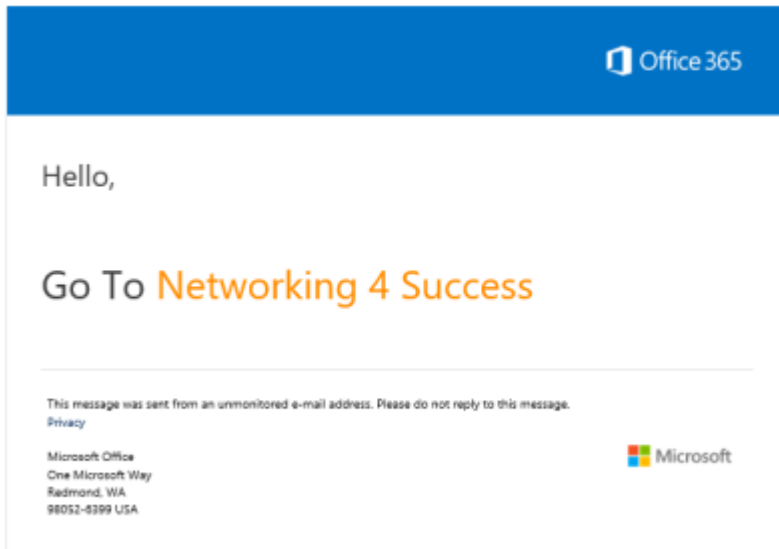 Office 365
Hello,
Go To Networking 4 Success
This message was sent from an unmonitored e-mail address. Please do not reply to this message.
Privacy
Microsoft Office
One Microsoft Way
Redmond, WA
98052-6399 USA
Microsoft